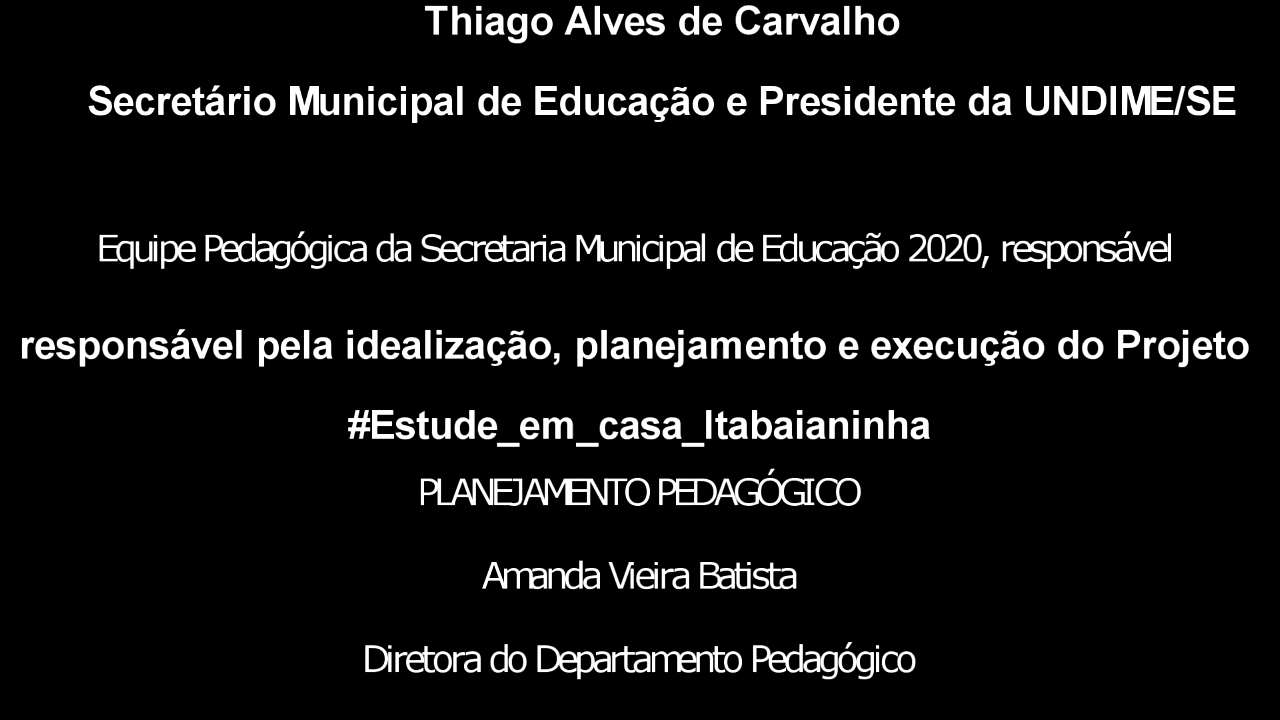 Thiago Alves de Carvalho
Secretário Municipal de Educação e Presidente da UNDIME/SE
Equipe Pedagógica da Secretaria Municipal de Educação 2020, responsável
responsável pela idealização, planejamento e execução do Projeto
#Estude_em_casa_Itabaianinha
PLANEJAMENTO PEDAGÓGICO
Amanda Vieira Batista
Diretora do Departamento Pedagógico